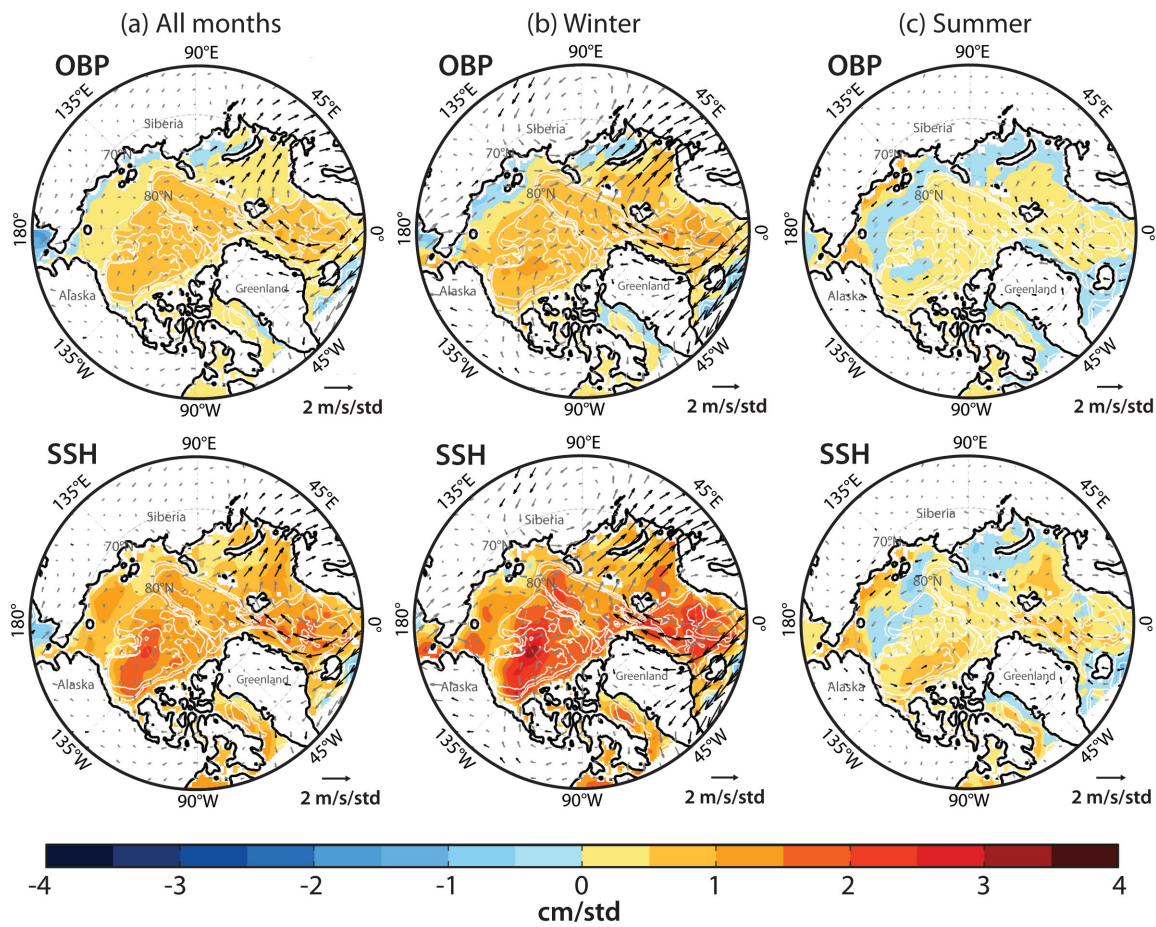 (a) All months
(b) Winter
(c) Summer
OBP
90°E
135°E
45°E
Siberia
70°N
80°N
180°
0°
Alaska
Greenland
135°W
45°W
90°W
2 m/s/std
OBP
90°E
135°E
45°E
Siberia
70°N
80°N
180°
0°
Alaska
Greenland
135°W
45°W
90°W
2 m/s/std
OBP
90°E
135°E
45°E
Siberia
70°N
80°N
180°
0°
Alaska
Greenland
135°W
45°W
90°W
2 m/s/std
SSH
90°E
135°E
45°E
Siberia
70°N
80°N
180°
0°
Alaska
Greenland
135°W
45°W
90°W
2 m/s/std
SSH
90°E
135°E
45°E
Siberia
70°N
80°N
180°
0°
Alaska
Greenland
135°W
45°W
90°W
2 m/s/std
SSH
90°E
135°E
45°E
Siberia
70°N
80°N
180°
0°
Alaska
Greenland
135°W
45°W
90°W
2 m/s/std
-4 -3 -2 -1 0 1 2 3 4
cm/std